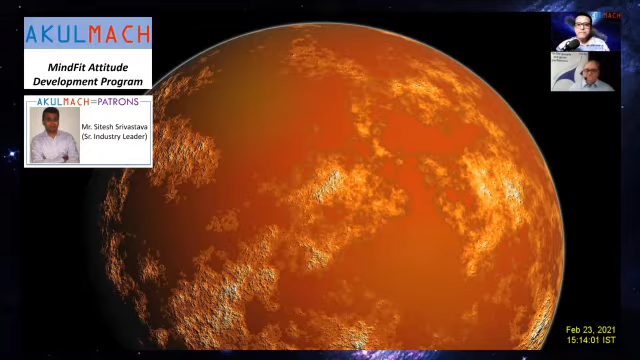 AKULMACH
MindFit Attitude
Development Program
AKULMACH=PATRONS
Mr. Sitesh Srivastava
(Sr. Industry Leader)
Feb 23, 2021
15:14:01 IST